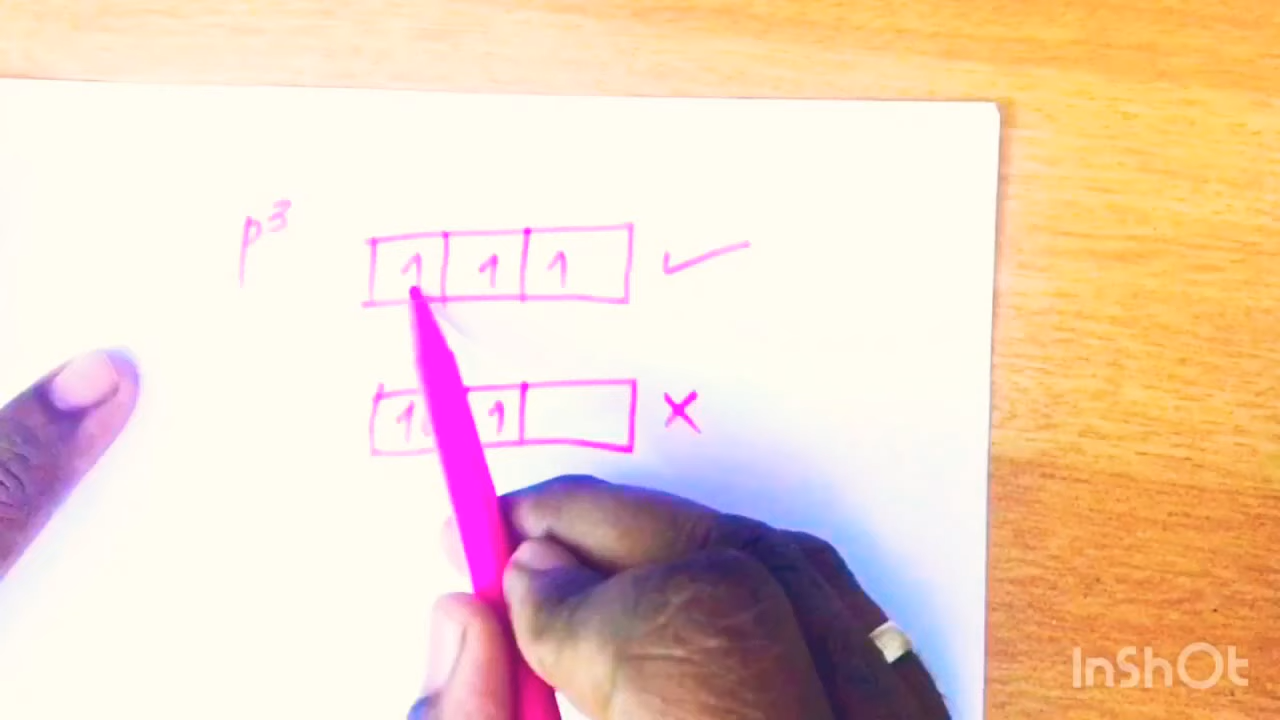 p³
1 1 1 ✓
1 1 ×
InShOt